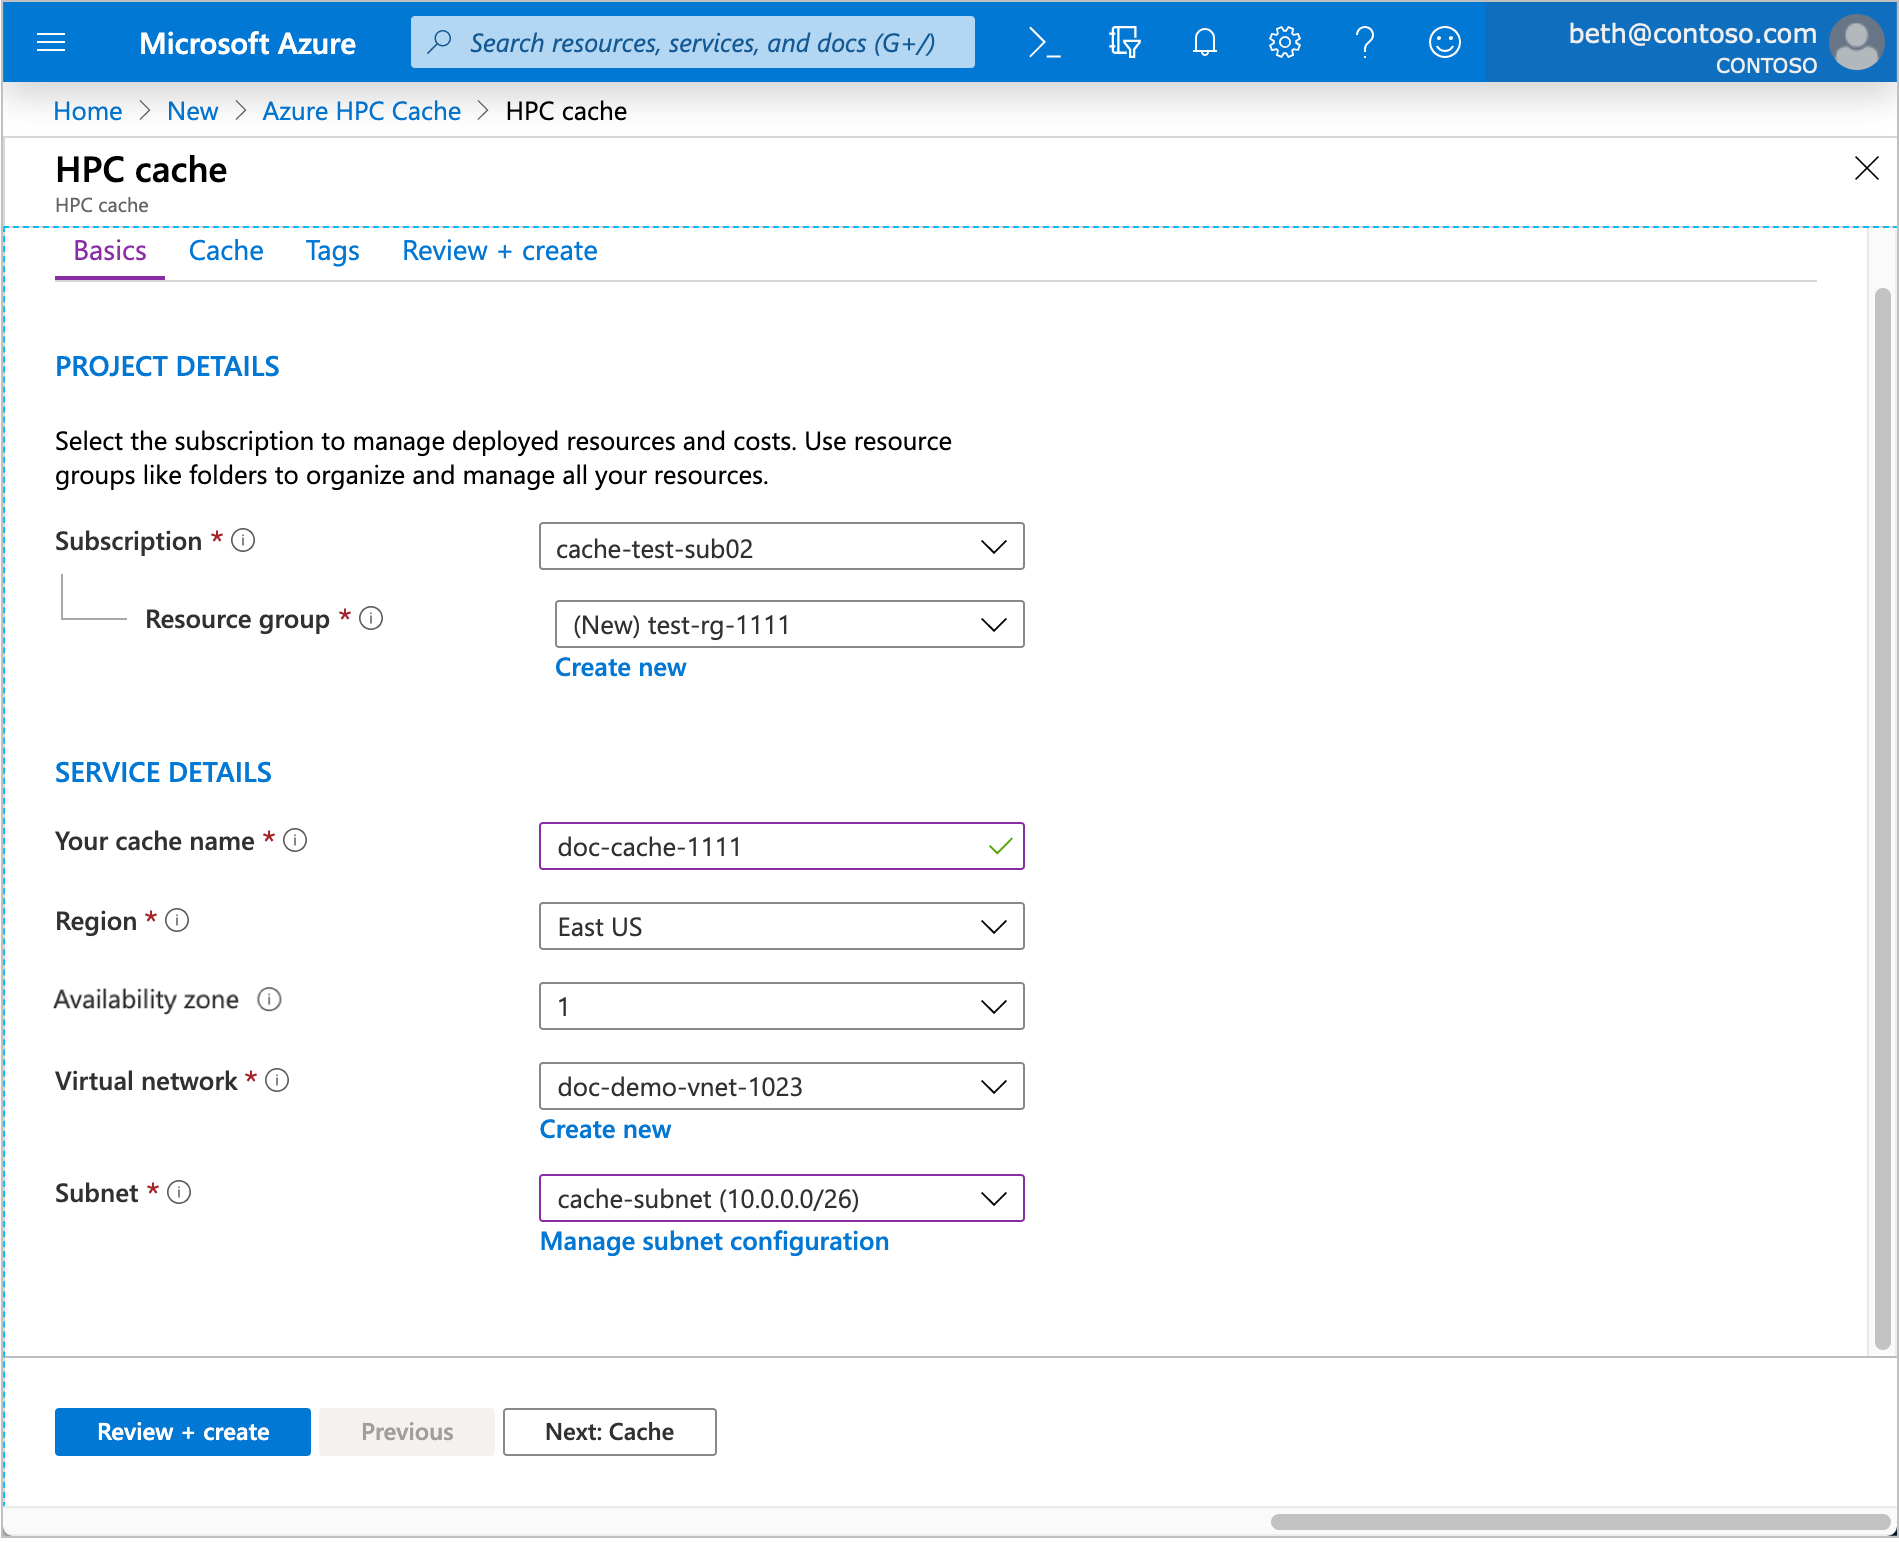 Microsoft Azure
Search resources, services, and docs (G+/)
beth@contoso.com
CONTOSO
Home > New > Azure HPC Cache > HPC cache
HPC cache
HPC cache
Basics Cache Tags Review + create
PROJECT DETAILS
Select the subscription to manage deployed resources and costs. Use resource
groups like folders to organize and manage all your resources.
Subscription * cache-test-sub02
Resource group * (New) test-rg-1111
Create new
SERVICE DETAILS
Your cache name * doc-cache-1111
Region * East US
Availability zone 1
Virtual network * doc-demo-vnet-1023
Create new
Subnet * cache-subnet (10.0.0.0/26)
Manage subnet configuration
Review + create Previous Next: Cache